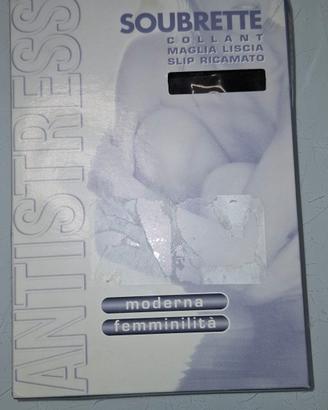 SOUBRETTE
COLLANT
MAGLIA LISCIA
SLIP RICAMATO
ANTISTRESS
moderna
femminilità